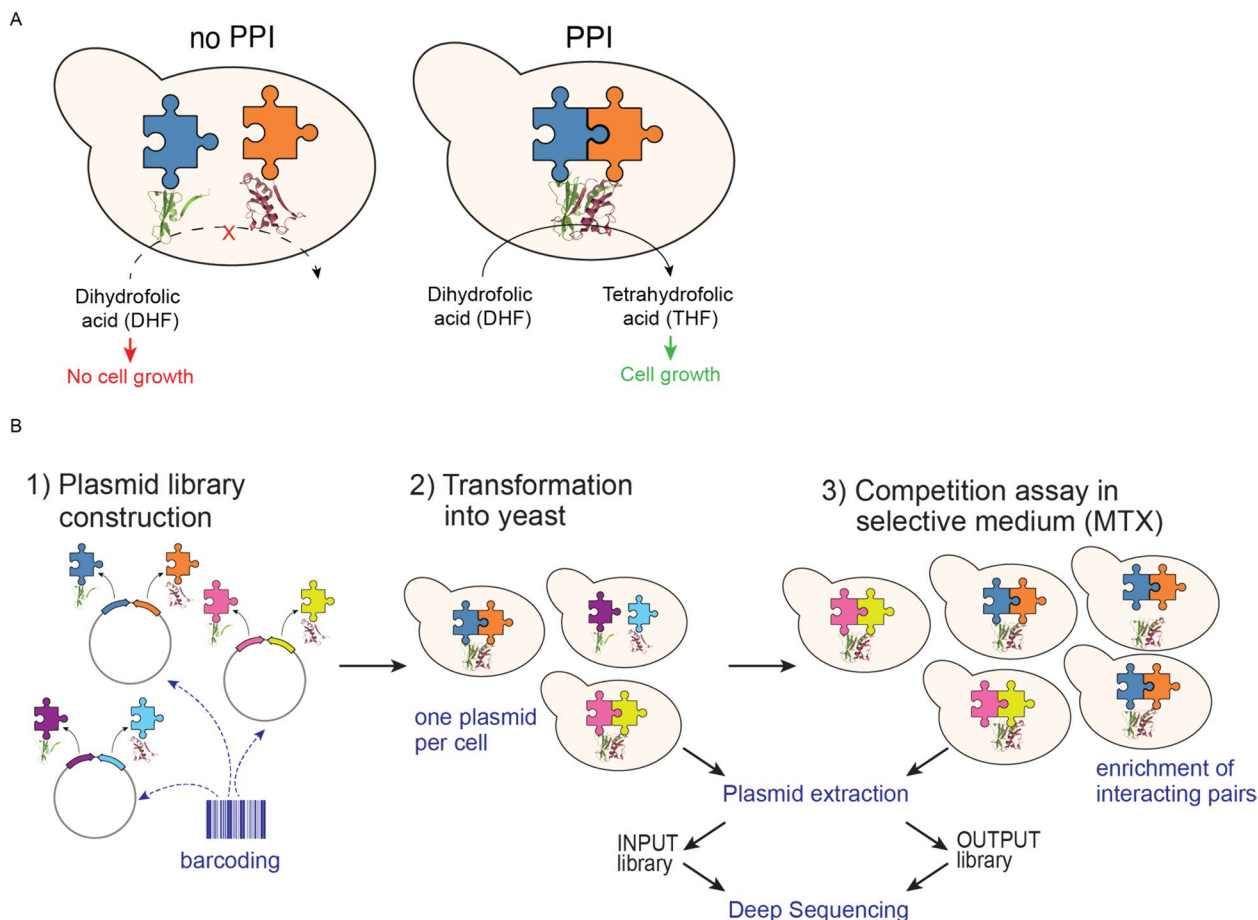 A
no PPI
PPI
X
Dihydrofolic
acid (DHF)
No cell growth
Dihydrofolic
acid (DHF)
Tetrahydrofolic
acid (THF)
Cell growth
B
1) Plasmid library
construction
barcoding
2) Transformation
into yeast
one plasmid
per cell
3) Competition assay in
selective medium (MTX)
enrichment of
interacting pairs
Plasmid extraction
INPUT
library
OUTPUT
library
Deep Sequencing